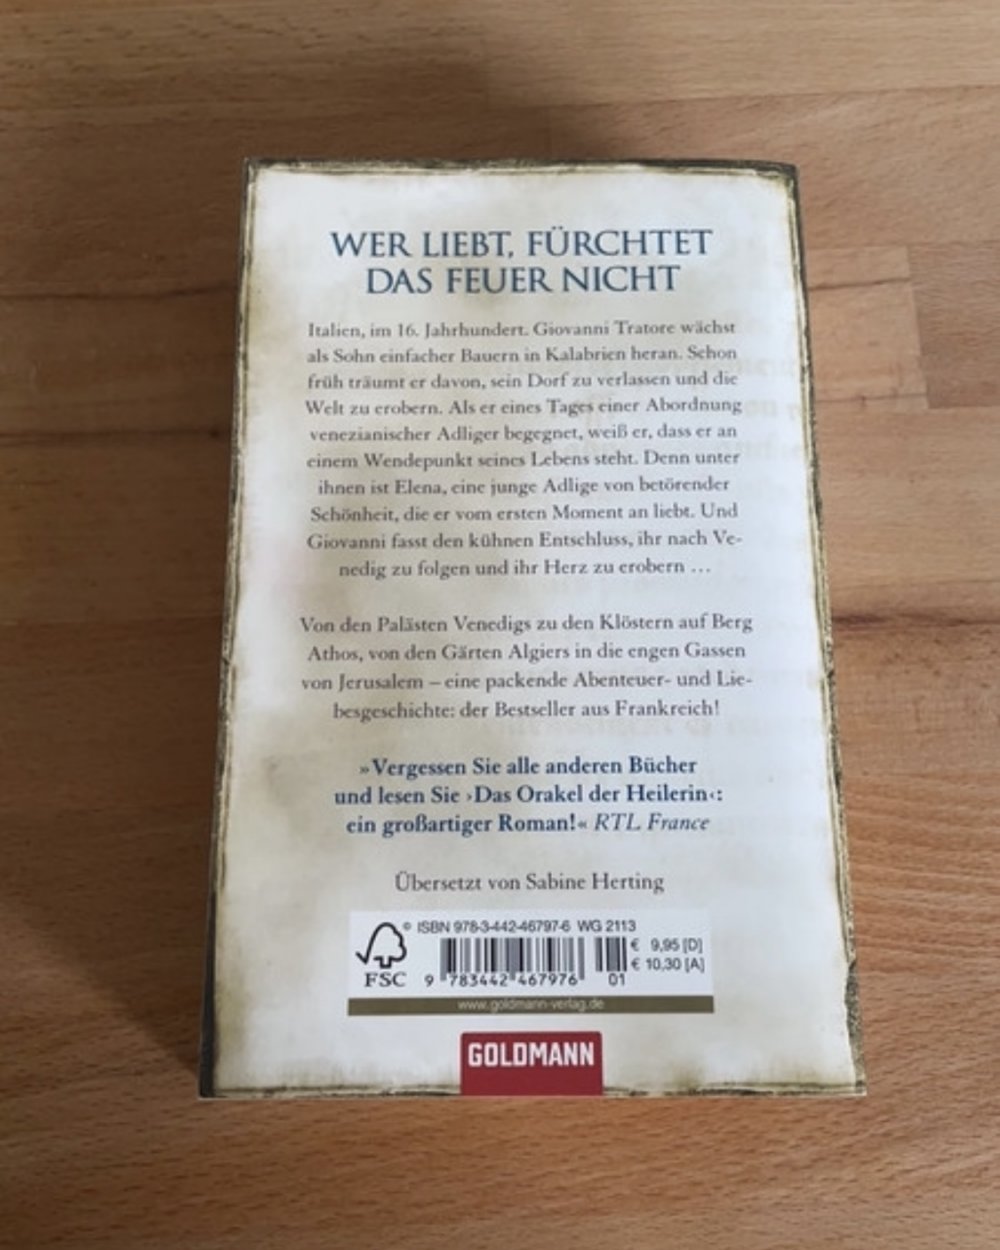 WER LIEBT, FÜRCHTET
DAS FEUER NICHT
Italien, im 16. Jahrhundert. Giovanni Tratore wächst
als Sohn einfacher Bauern in Kalabrien heran. Schon
früh träumt er davon, sein Dorf zu verlassen und die
Welt zu erobern. Als er eines Tages einer Abordnung
venezianischer Adliger begegnet, weiß er, dass er an
einem Wendepunkt seines Lebens steht. Denn unter
ihnen ist Elena, eine junge Adlige von betörender
Schönheit, die er vom ersten Moment an liebt. Und
Giovanni fasst den kühnen Entschluss, ihr nach Ve-
nedig zu folgen und ihr Herz zu erobern …
Von den Palästen Venedigs zu den Klöstern auf Berg
Athos, von den Gärten Algiers in die engen Gassen
von Jerusalem – eine packende Abenteuer- und Lie-
besgeschichte: der Bestseller aus Frankreich!
»Vergessen Sie alle anderen Bücher
und lesen Sie ›Das Orakel der Heilerin‹:
ein großartiger Roman!« RTL France
Übersetzt von Sabine Herting
© ISBN 978-3-442-46797-6 WG 2113
€ 9,95 [D]
€ 10,30 [A]
FSC
9 783442 467976 01
www.goldmann-verlag.de
GOLDMANN